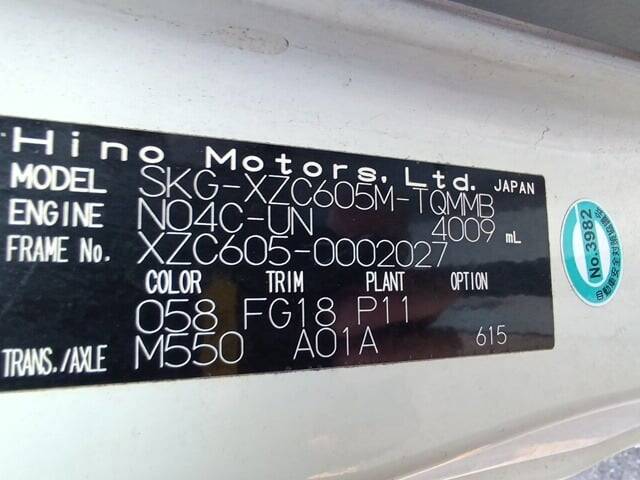 Hino Motors, Ltd. JAPAN
MODEL SKG-XZC605M-TQMMB
ENGINE N04C-UN 4009 mL
FRAME No. XZC605-0002027
COLOR TRIM PLANT OPTION
058 FG18 P11
TRANS./AXLE M550 A01A 615
No.3982